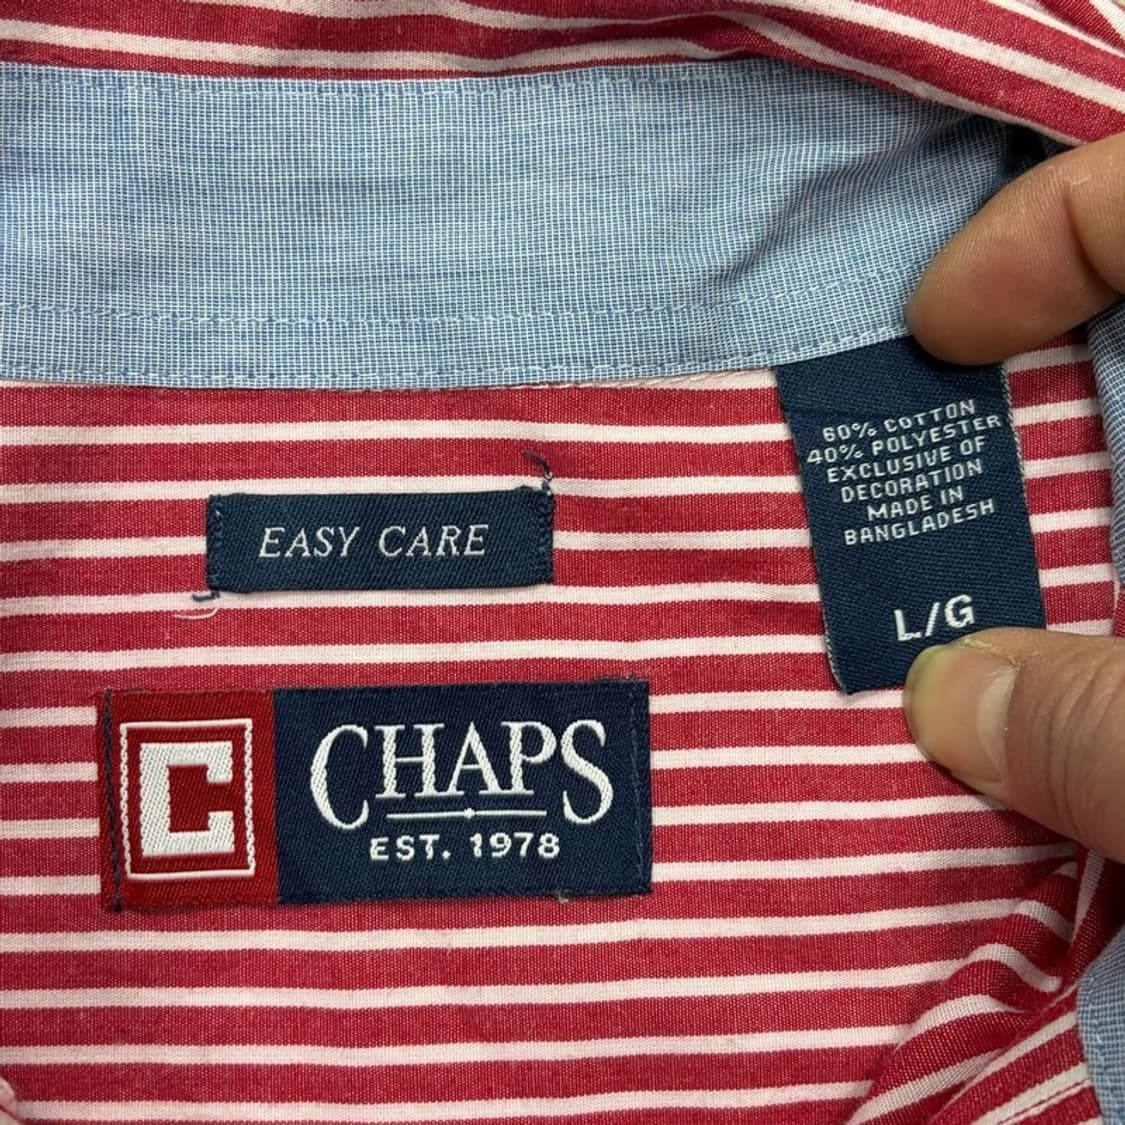 60% COTTON
40% POLYESTER
EXCLUSIVE OF
DECORATION
MADE IN
BANGLADESH
L/G
EASY CARE
C
CHAPS
EST. 1978